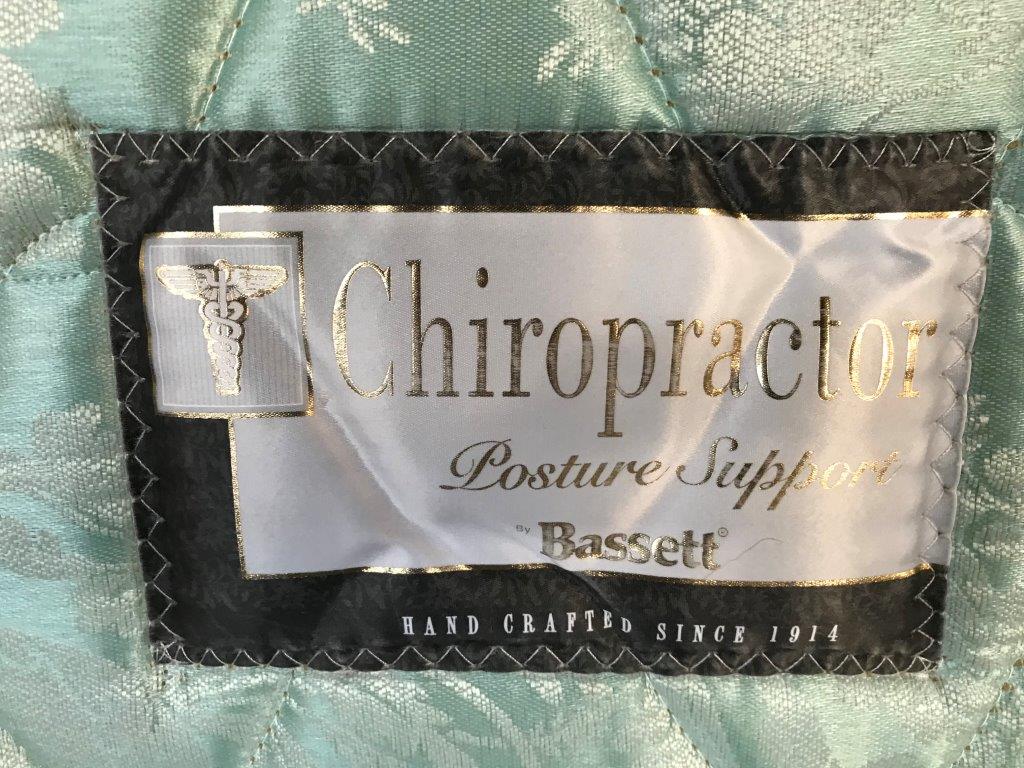 Chiropractor
Posture Support
By Bassett®
HAND CRAFTED SINCE 1914